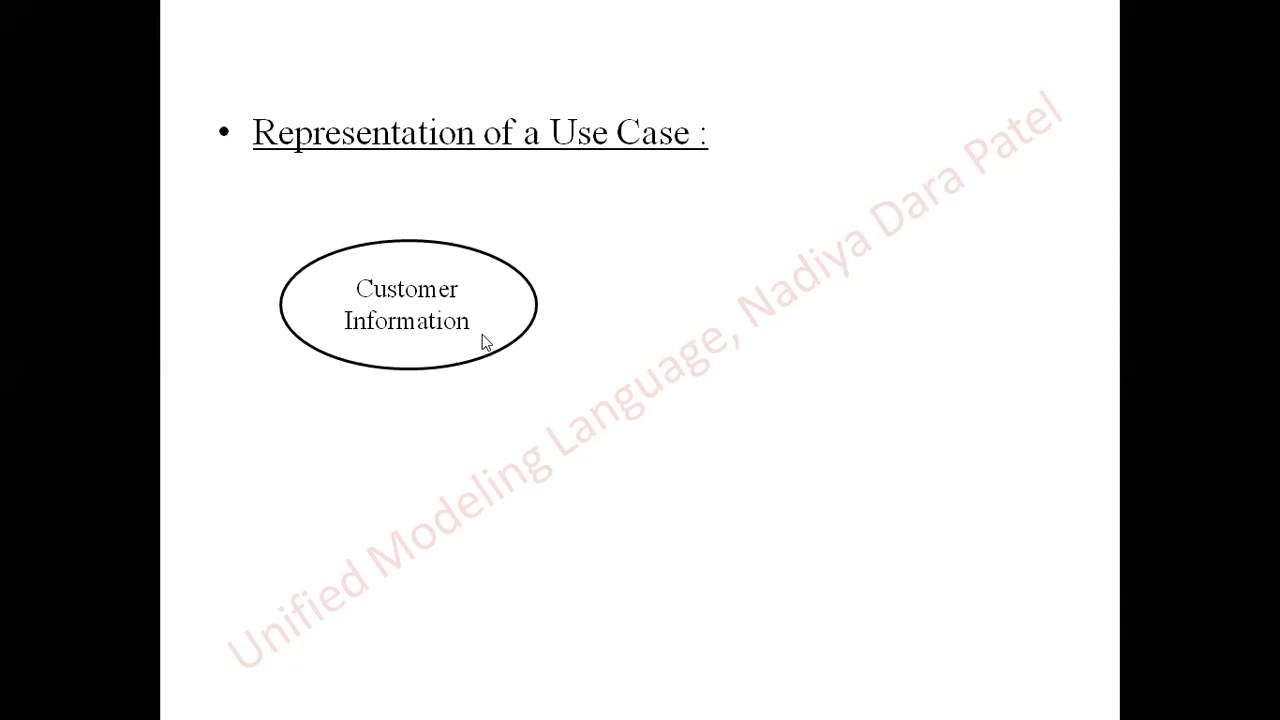 • Representation of a Use Case :
Customer
Information
Unified Modeling Language, Nadiya Dara Patel